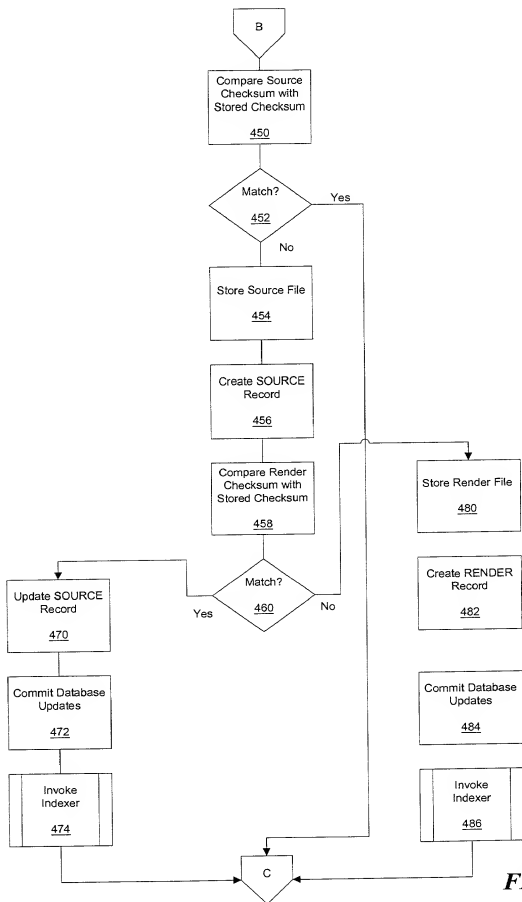 B
Compare Source
Checksum with
Stored Checksum
450
Match?
452
Yes
No
Store Source File
454
Create SOURCE
Record
456
Compare Render
Checksum with
Stored Checksum
458
Match?
460
Yes
No
Update SOURCE
Record
470
Commit Database
Updates
472
Invoke
Indexer
474
Store Render File
480
Create RENDER
Record
482
Commit Database
Updates
484
Invoke
Indexer
486
C